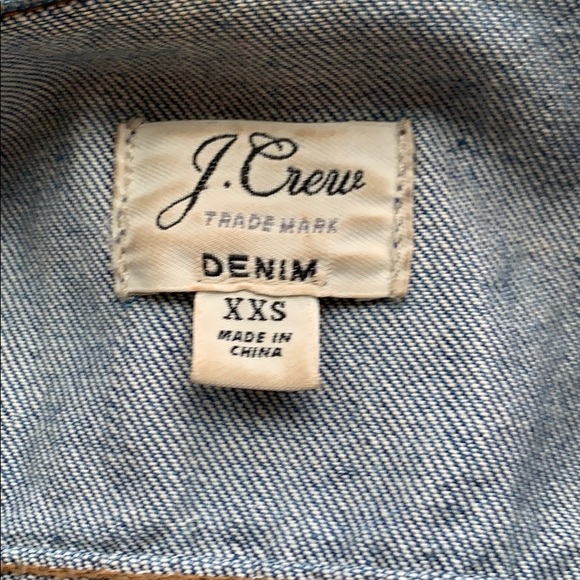 J.Crew
TRADE MARK
DENIM
XXS
MADE IN
CHINA